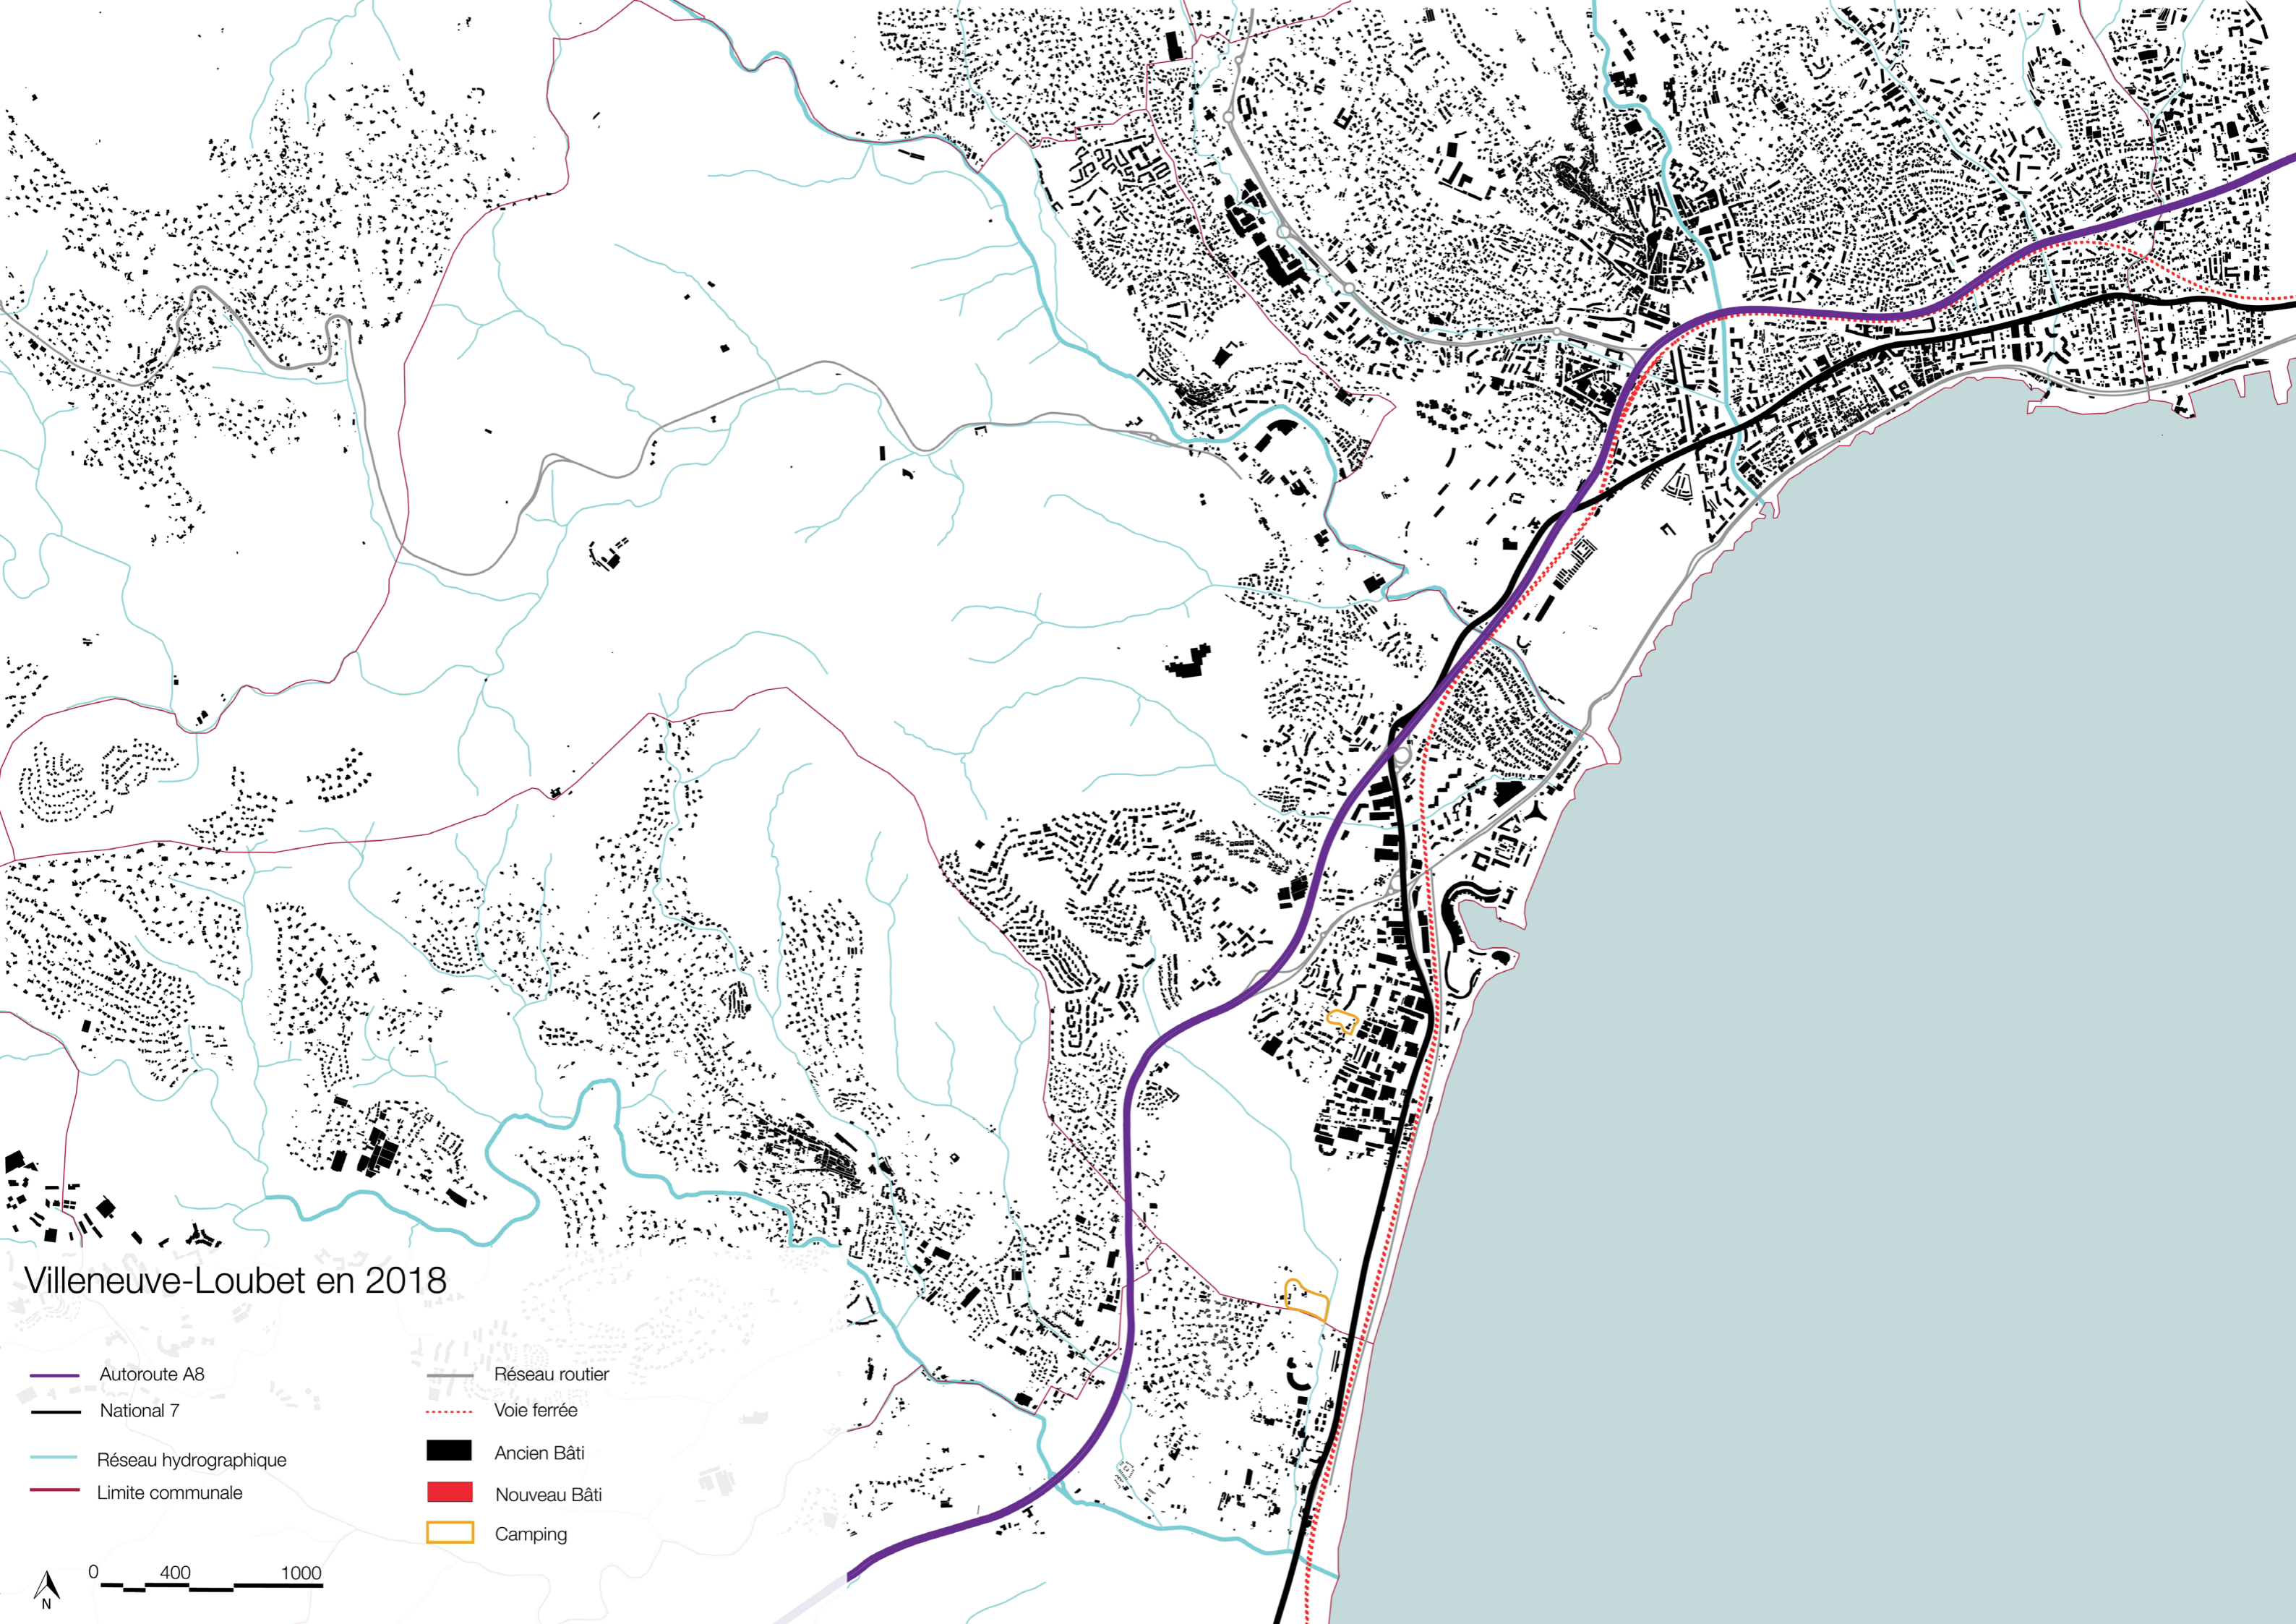 Villeneuve-Loubet en 2018
Autoroute A8
National 7
Réseau hydrographique
Limite communale
Réseau routier
Voie ferrée
Ancien Bâti
Nouveau Bâti
Camping
0 400 1000
N